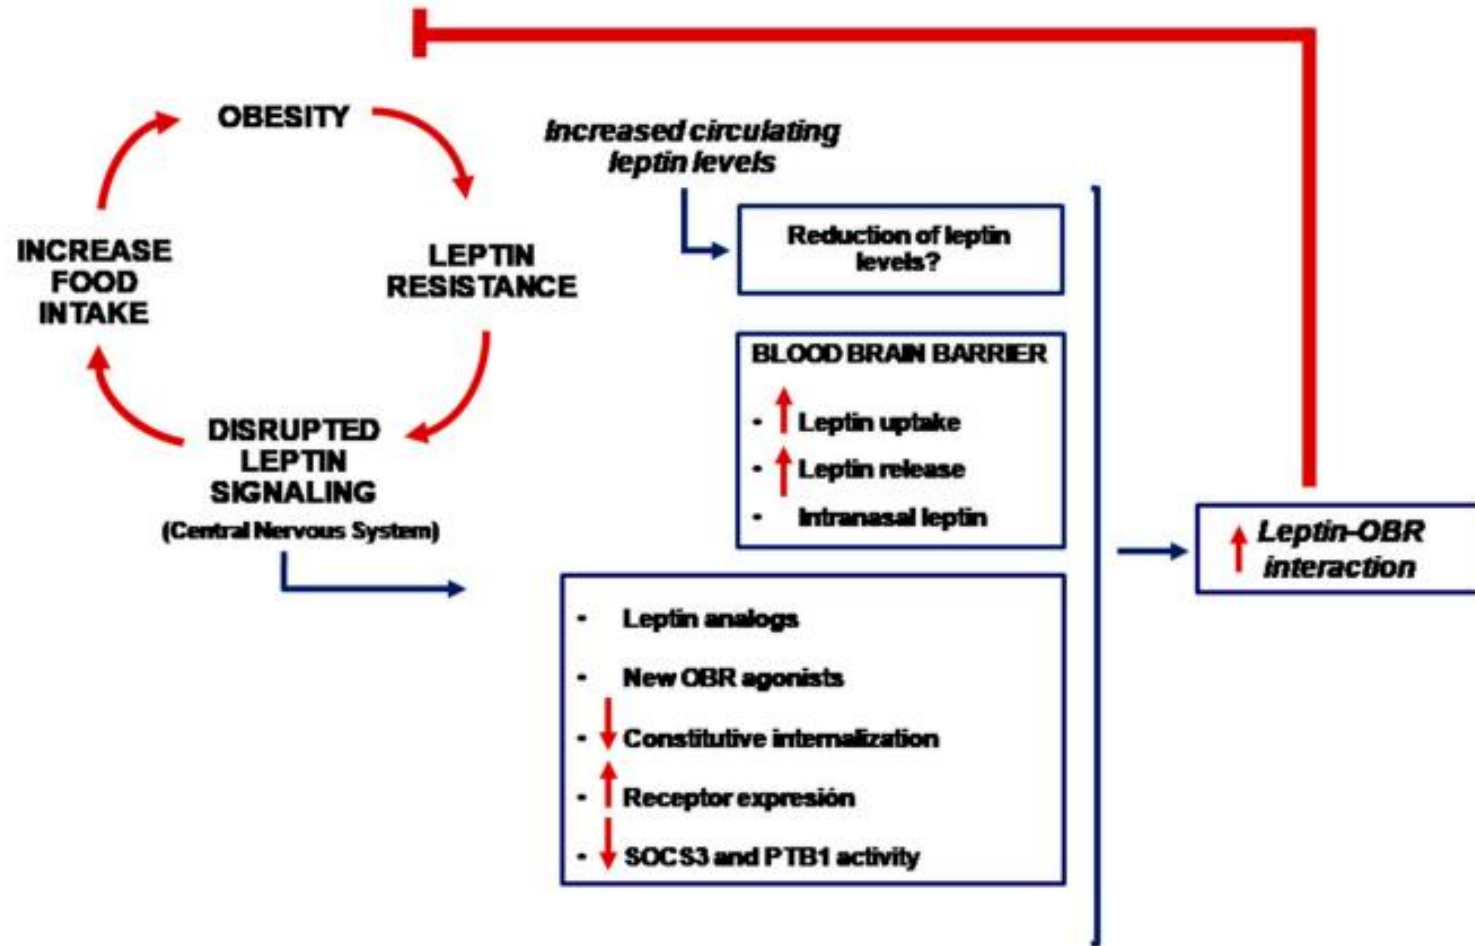 OBESITY
LEPTIN
RESISTANCE
DISRUPTED
LEPTIN
SIGNALING
(Central Nervous System)
INCREASE
FOOD
INTAKE
Increased circulating
leptin levels
Reduction of leptin
levels?
BLOOD BRAIN BARRIER
- Leptin uptake
- Leptin release
- Intranasal leptin
- Leptin analogs
- New OBR agonists
- Constitutive internalization
- Receptor expresión
- SOCS3 and PTB1 activity
Leptin-OBR
interaction